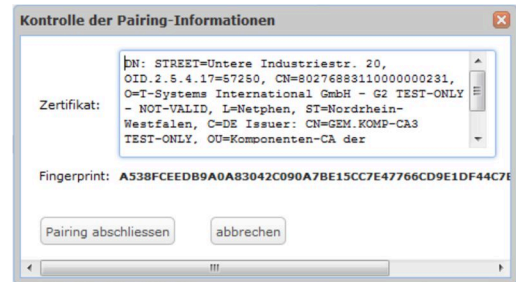 Kontrolle der Pairing-Informationen
Zertifikat:
DN: STREET=Untere Industriestr. 20,
OID.2.5.4.17=57250, CN=80276883110000000231,
O=T-Systems International GmbH - G2 TEST-ONLY
- NOT-VALID, L=Netphen, ST=Nordrhein-
Westfalen, C=DE Issuer: CN=GEM.KOMP-CA3
TEST-ONLY, OU=Komponenten-CA der
Fingerprint: A538FCEEDB9A0A83042C090A7BE15CC7E47766CD9E1DF44C7E
Pairing abschliessen
abbrechen